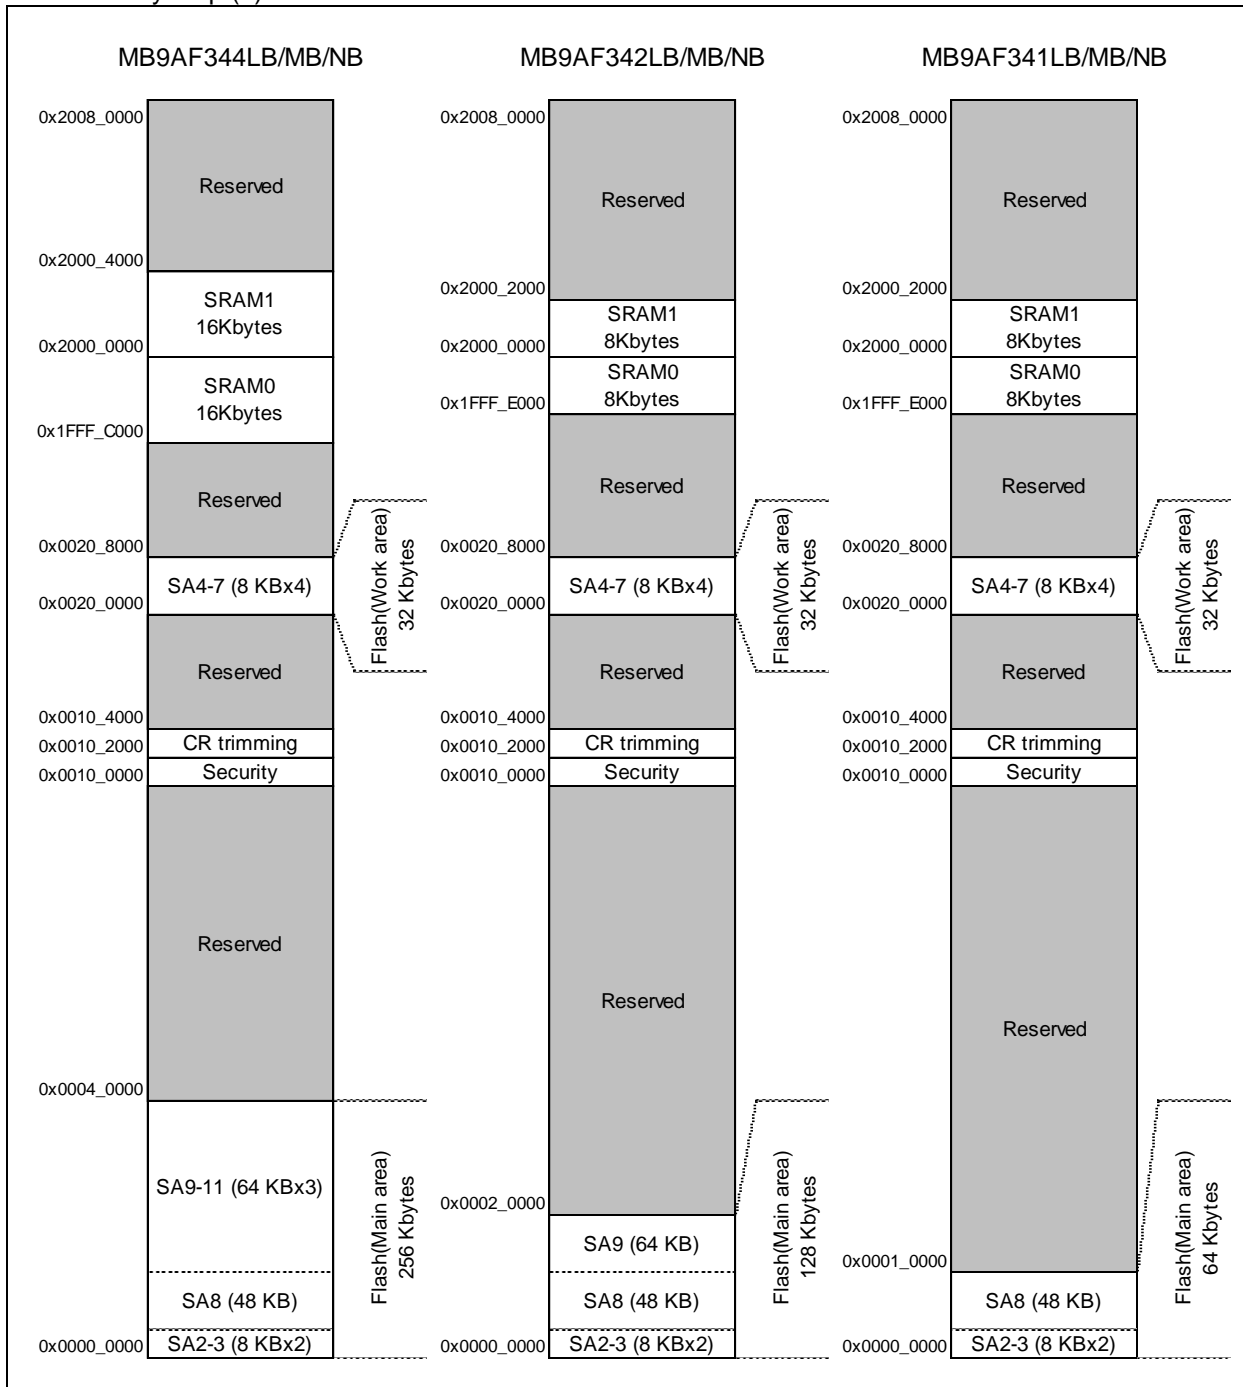 MB9AF344LB/MB/NB
0x2008_0000
Reserved
0x2000_4000
SRAM1
16Kbytes
0x2000_0000
SRAM0
16Kbytes
0x1FFF_C000
Reserved
0x0020_8000
SA4-7 (8 KBx4)
0x0020_0000
Flash(Work area)
32 Kbytes
Reserved
0x0010_4000
CR trimming
0x0010_2000
Security
0x0010_0000
Reserved
0x0004_0000
SA9-11 (64 KBx3)
Flash(Main area)
256 Kbytes
SA8 (48 KB)
SA2-3 (8 KBx2)
0x0000_0000
MB9AF342LB/MB/NB
0x2008_0000
Reserved
0x2000_2000
SRAM1
8Kbytes
0x2000_0000
SRAM0
8Kbytes
0x1FFF_E000
Reserved
0x0020_8000
SA4-7 (8 KBx4)
0x0020_0000
Flash(Work area)
32 Kbytes
Reserved
0x0010_4000
CR trimming
0x0010_2000
Security
0x0010_0000
Reserved
0x0002_0000
SA9 (64 KB)
Flash(Main area)
128 Kbytes
SA8 (48 KB)
SA2-3 (8 KBx2)
0x0000_0000
MB9AF341LB/MB/NB
0x2008_0000
Reserved
0x2000_2000
SRAM1
8Kbytes
0x2000_0000
SRAM0
8Kbytes
0x1FFF_E000
Reserved
0x0020_8000
SA4-7 (8 KBx4)
0x0020_0000
Flash(Work area)
32 Kbytes
Reserved
0x0010_4000
CR trimming
0x0010_2000
Security
0x0010_0000
Reserved
0x0001_0000
Flash(Main area)
64 Kbytes
SA8 (48 KB)
SA2-3 (8 KBx2)
0x0000_0000